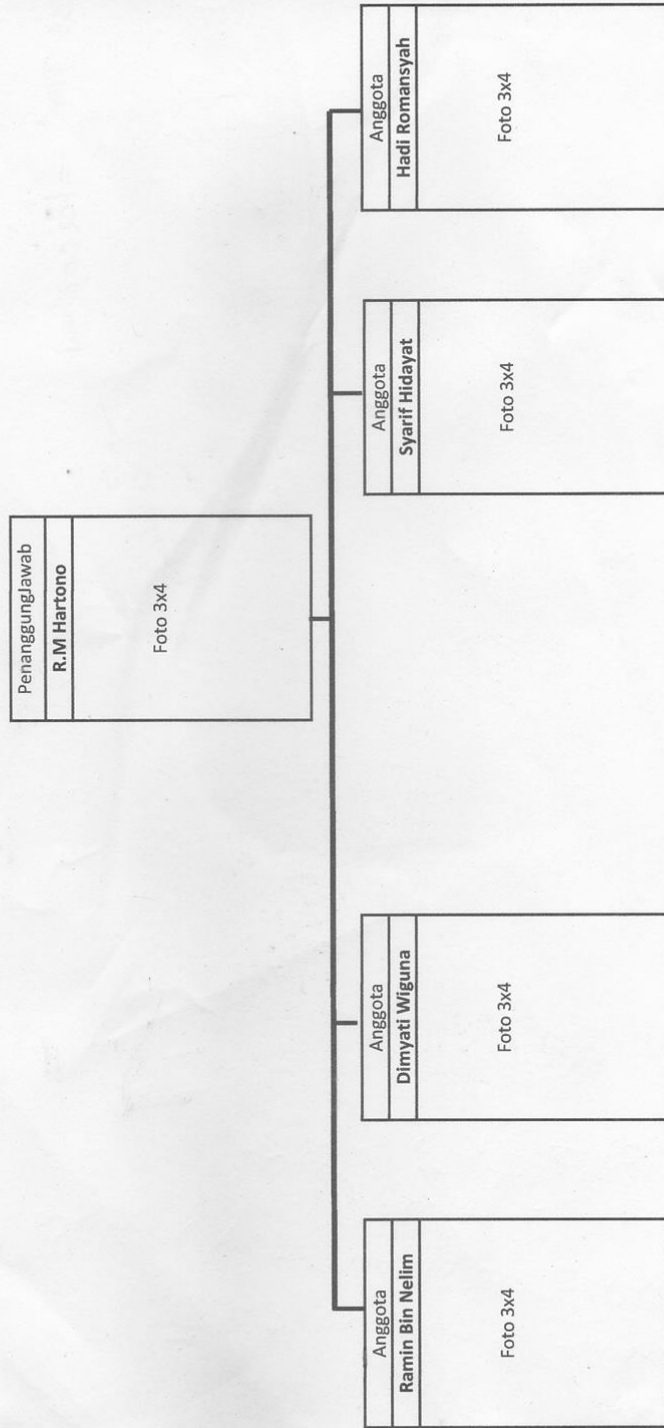 PenanggungJawab
R.M Hartono
Foto 3x4
Anggota
Ramin Bin Nelim
Foto 3x4
Anggota
Dimyati Wiguna
Foto 3x4
Anggota
Syarif Hidayat
Foto 3x4
Anggota
Hadi Romansyah
Foto 3x4